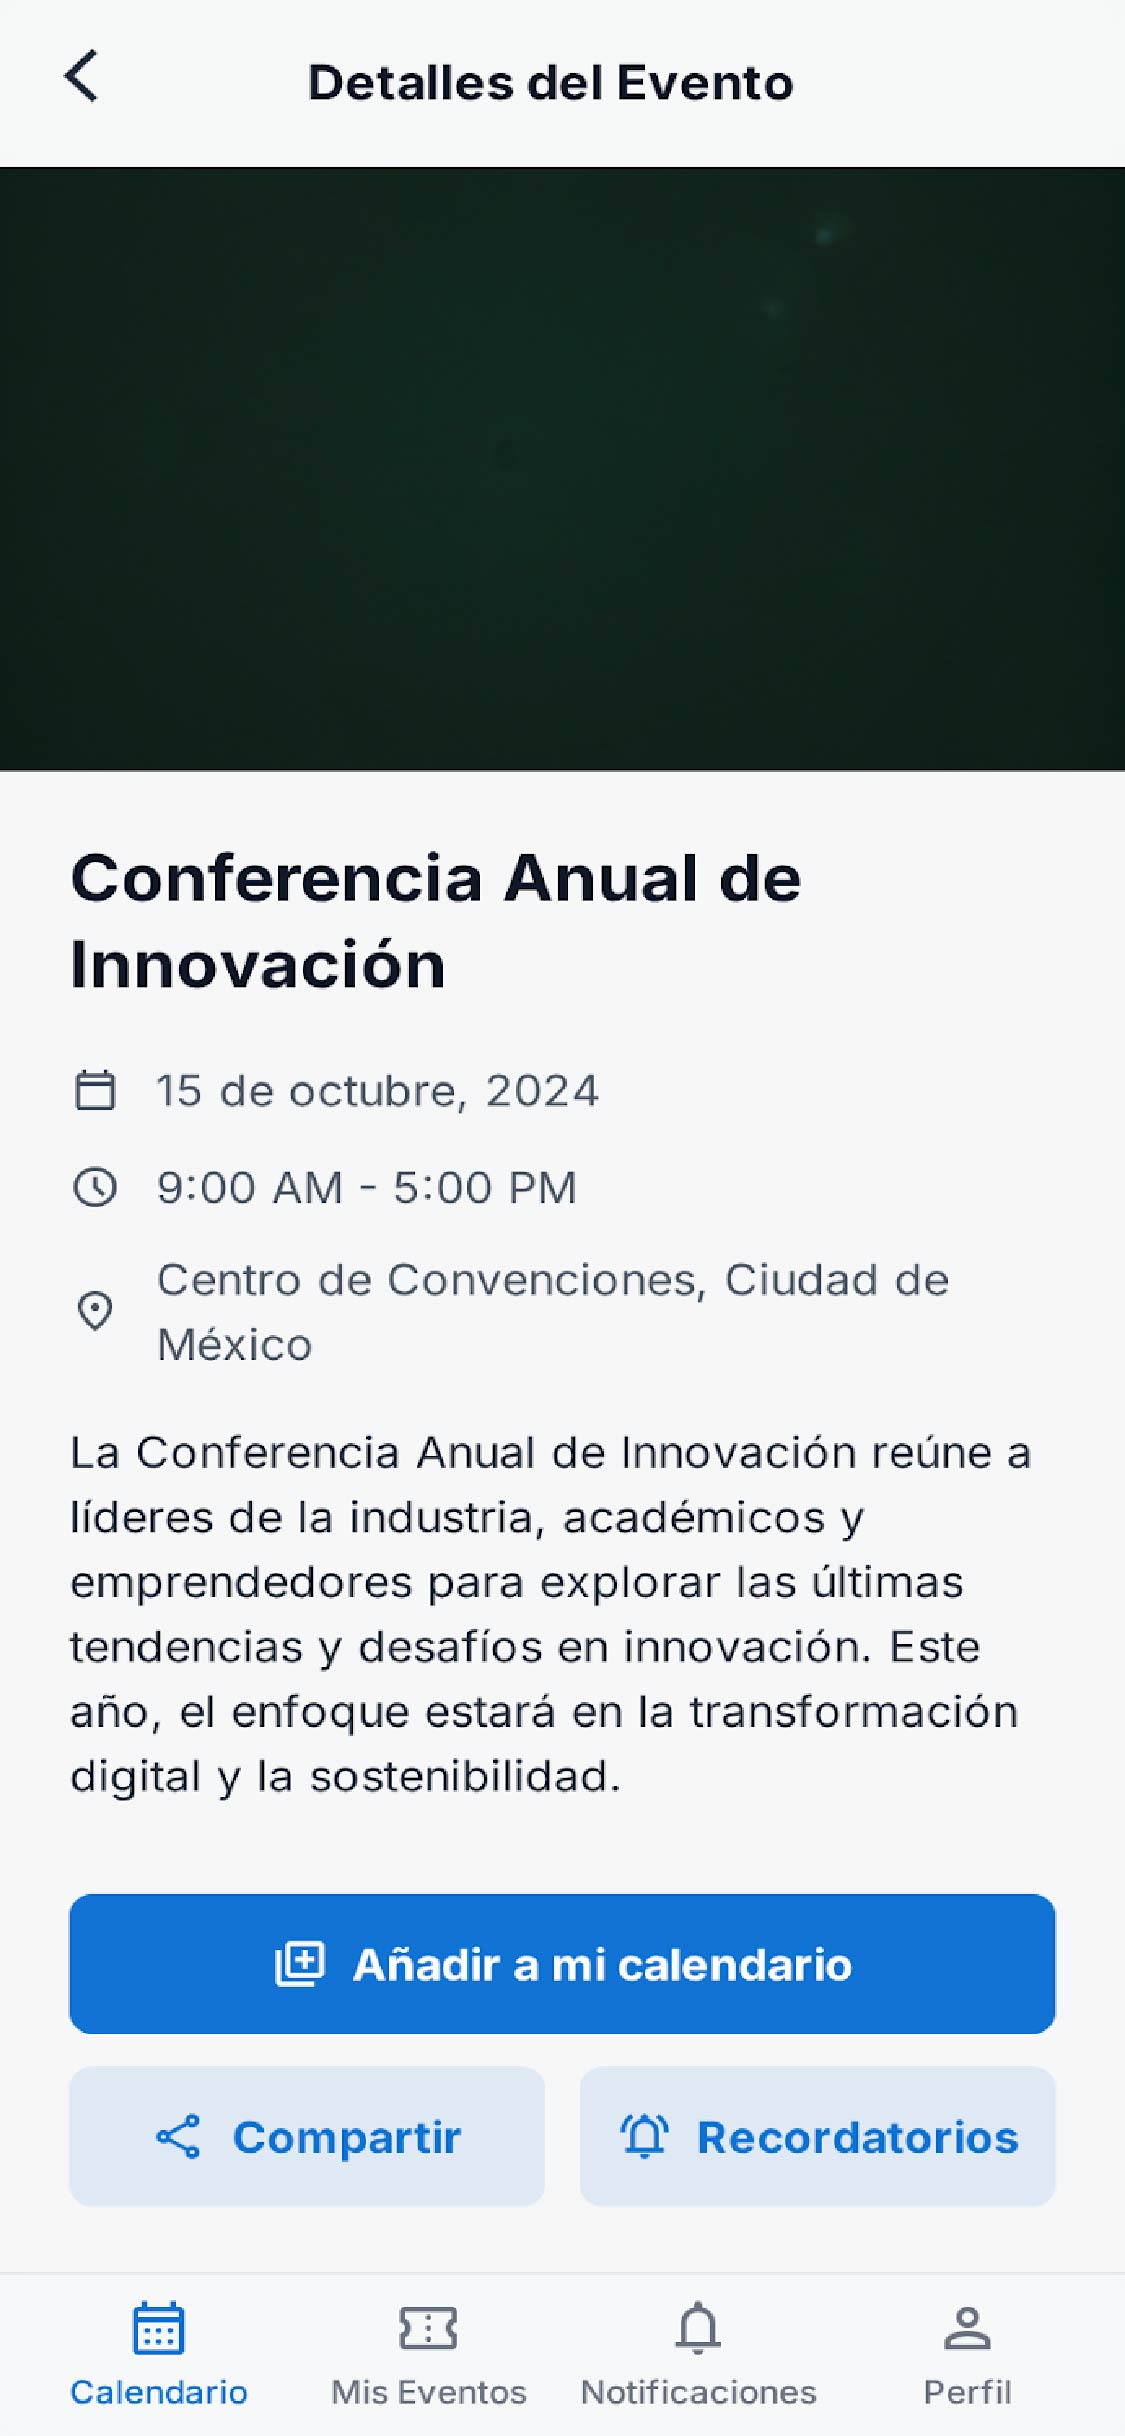 Detalles del Evento
Conferencia Anual de
Innovación
15 de octubre, 2024
9:00 AM - 5:00 PM
Centro de Convenciones, Ciudad de
México
La Conferencia Anual de Innovación reúne a
líderes de la industria, académicos y
emprendedores para explorar las últimas
tendencias y desafíos en innovación. Este
año, el enfoque estará en la transformación
digital y la sostenibilidad.
Añadir a mi calendario
Compartir
Recordatorios
Calendario
Mis Eventos
Notificaciones
Perfil